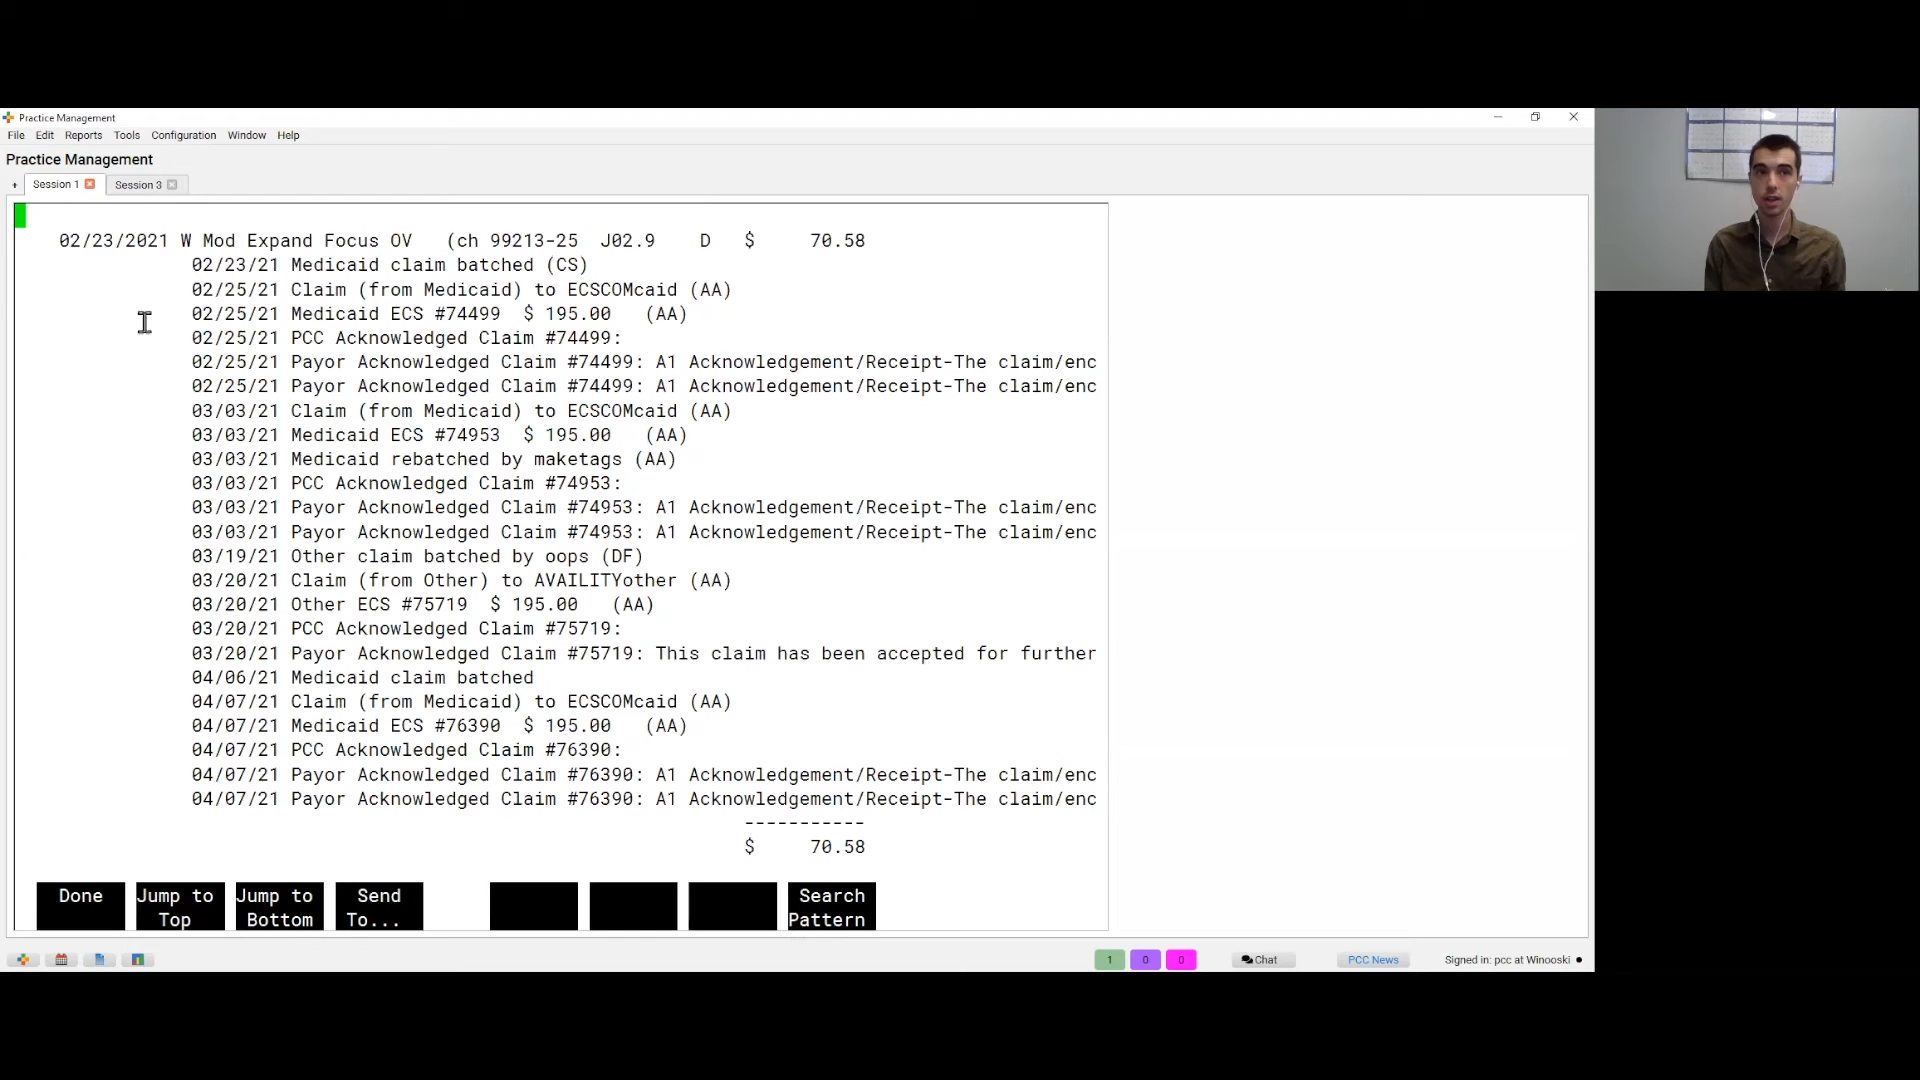 Practice Management
File Edit Reports Tools Configuration Window Help
Practice Management
+ Session 1 Session 3
02/23/2021 W Mod Expand Focus OV (ch 99213-25 J02.9 D $ 70.58
02/23/21 Medicaid claim batched (CS)
02/25/21 Claim (from Medicaid) to ECSCOMcaid (AA)
02/25/21 Medicaid ECS #74499 $ 195.00 (AA)
02/25/21 PCC Acknowledged Claim #74499:
02/25/21 Payor Acknowledged Claim #74499: A1 Acknowledgement/Receipt-The claim/enc
02/25/21 Payor Acknowledged Claim #74499: A1 Acknowledgement/Receipt-The claim/enc
03/03/21 Claim (from Medicaid) to ECSCOMcaid (AA)
03/03/21 Medicaid ECS #74953 $ 195.00 (AA)
03/03/21 Medicaid rebatched by maketags (AA)
03/03/21 PCC Acknowledged Claim #74953:
03/03/21 Payor Acknowledged Claim #74953: A1 Acknowledgement/Receipt-The claim/enc
03/03/21 Payor Acknowledged Claim #74953: A1 Acknowledgement/Receipt-The claim/enc
03/19/21 Other claim batched by oops (DF)
03/20/21 Claim (from Other) to AVAILITYother (AA)
03/20/21 Other ECS #75719 $ 195.00 (AA)
03/20/21 PCC Acknowledged Claim #75719:
03/20/21 Payor Acknowledged Claim #75719: This claim has been accepted for further
04/06/21 Medicaid claim batched
04/07/21 Claim (from Medicaid) to ECSCOMcaid (AA)
04/07/21 Medicaid ECS #76390 $ 195.00 (AA)
04/07/21 PCC Acknowledged Claim #76390:
04/07/21 Payor Acknowledged Claim #76390: A1 Acknowledgement/Receipt-The claim/enc
04/07/21 Payor Acknowledged Claim #76390: A1 Acknowledgement/Receipt-The claim/enc
-----------
$ 70.58
Done Jump to Jump to Send Search
Top Bottom To... Pattern
1 0 0 Chat PCC News Signed in: pcc at Winooski